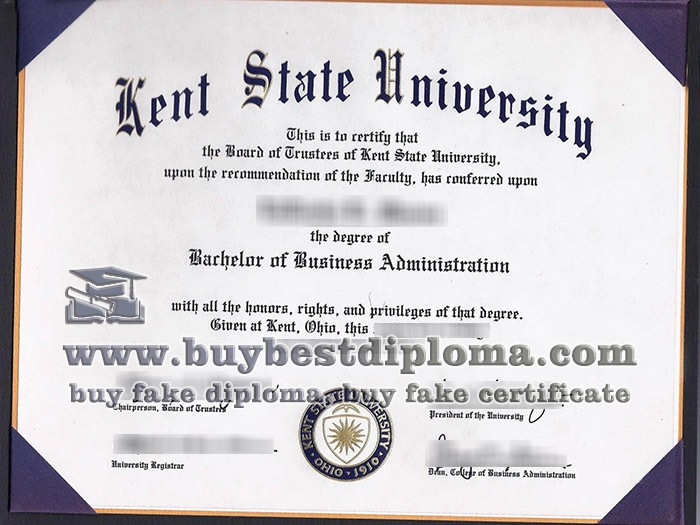 Kent State University
This is to certify that
the Board of Trustees of Kent State University,
upon the recommendation of the Faculty, has conferred upon
the degree of
Bachelor of Business Administration
with all the honors, rights, and privileges of that degree.
Given at Kent, Ohio, this
www.buybestdiploma.com
buy fake diploma, buy fake certificate
Chairperson, Board of Trustees
President of the University
KENT STATE UNIVERSITY
OHIO 1910
University Registrar
Dean, College of Business Administration